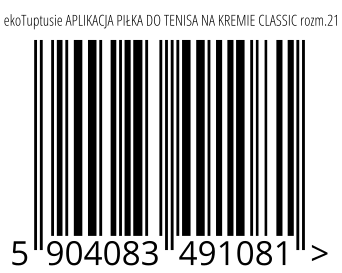 ekoTuptusie APLIKACJA PIŁKA DO TENISA NA KREMIE CLASSIC rozm.21
5 904083 491081 >